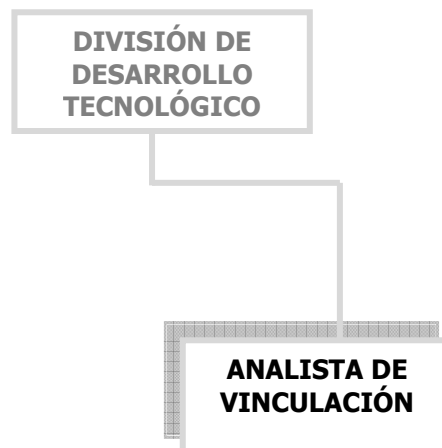 DIVISIÓN DE
DESARROLLO
TECNOLÓGICO
ANALISTA DE
VINCULACIÓN